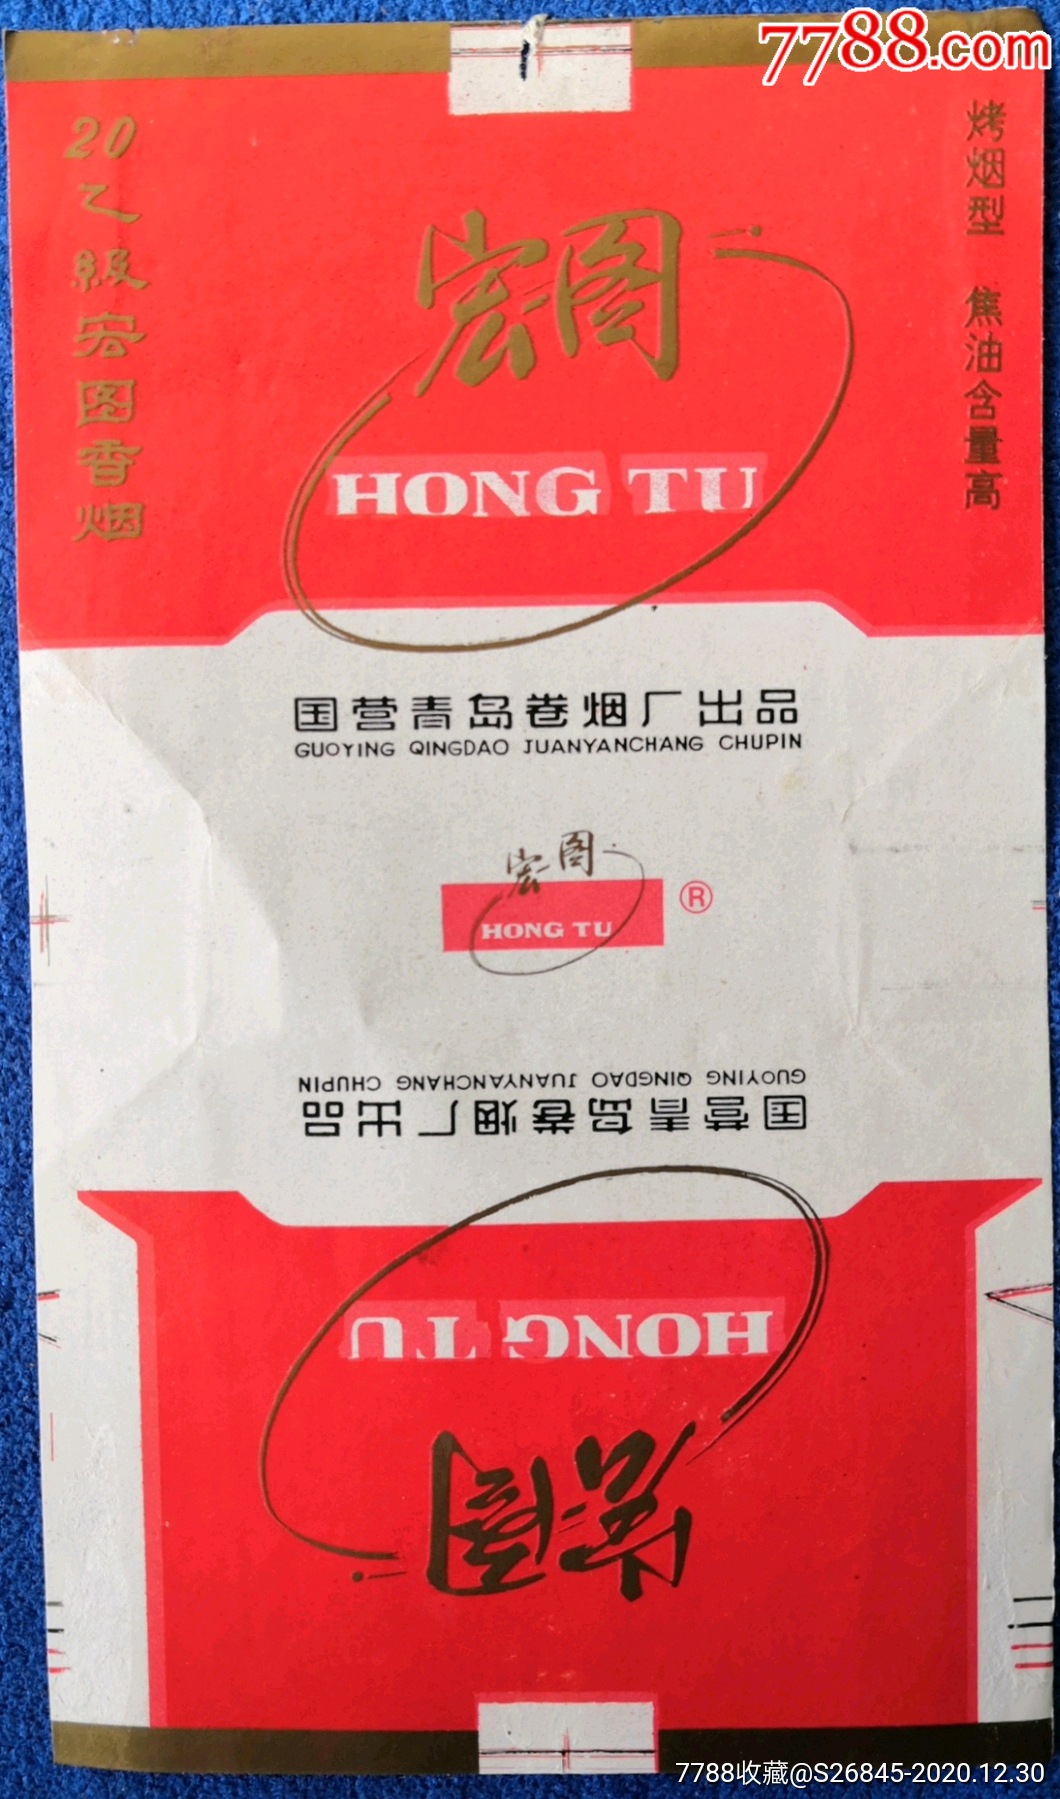 7788.com
20乙級宏图香烟
烤烟型 焦油含量高
宏图
HONG TU
国营青岛卷烟厂出品
GUOYING QINGDAO JUANYANCHANG CHUPIN
宏图
HONG TU ®
GUOYING QINGDAO JUANYANCHANG CHUPIN
国营青岛卷烟厂出品
HONG TU
宏图
7788收藏@S26845-2020.12.30